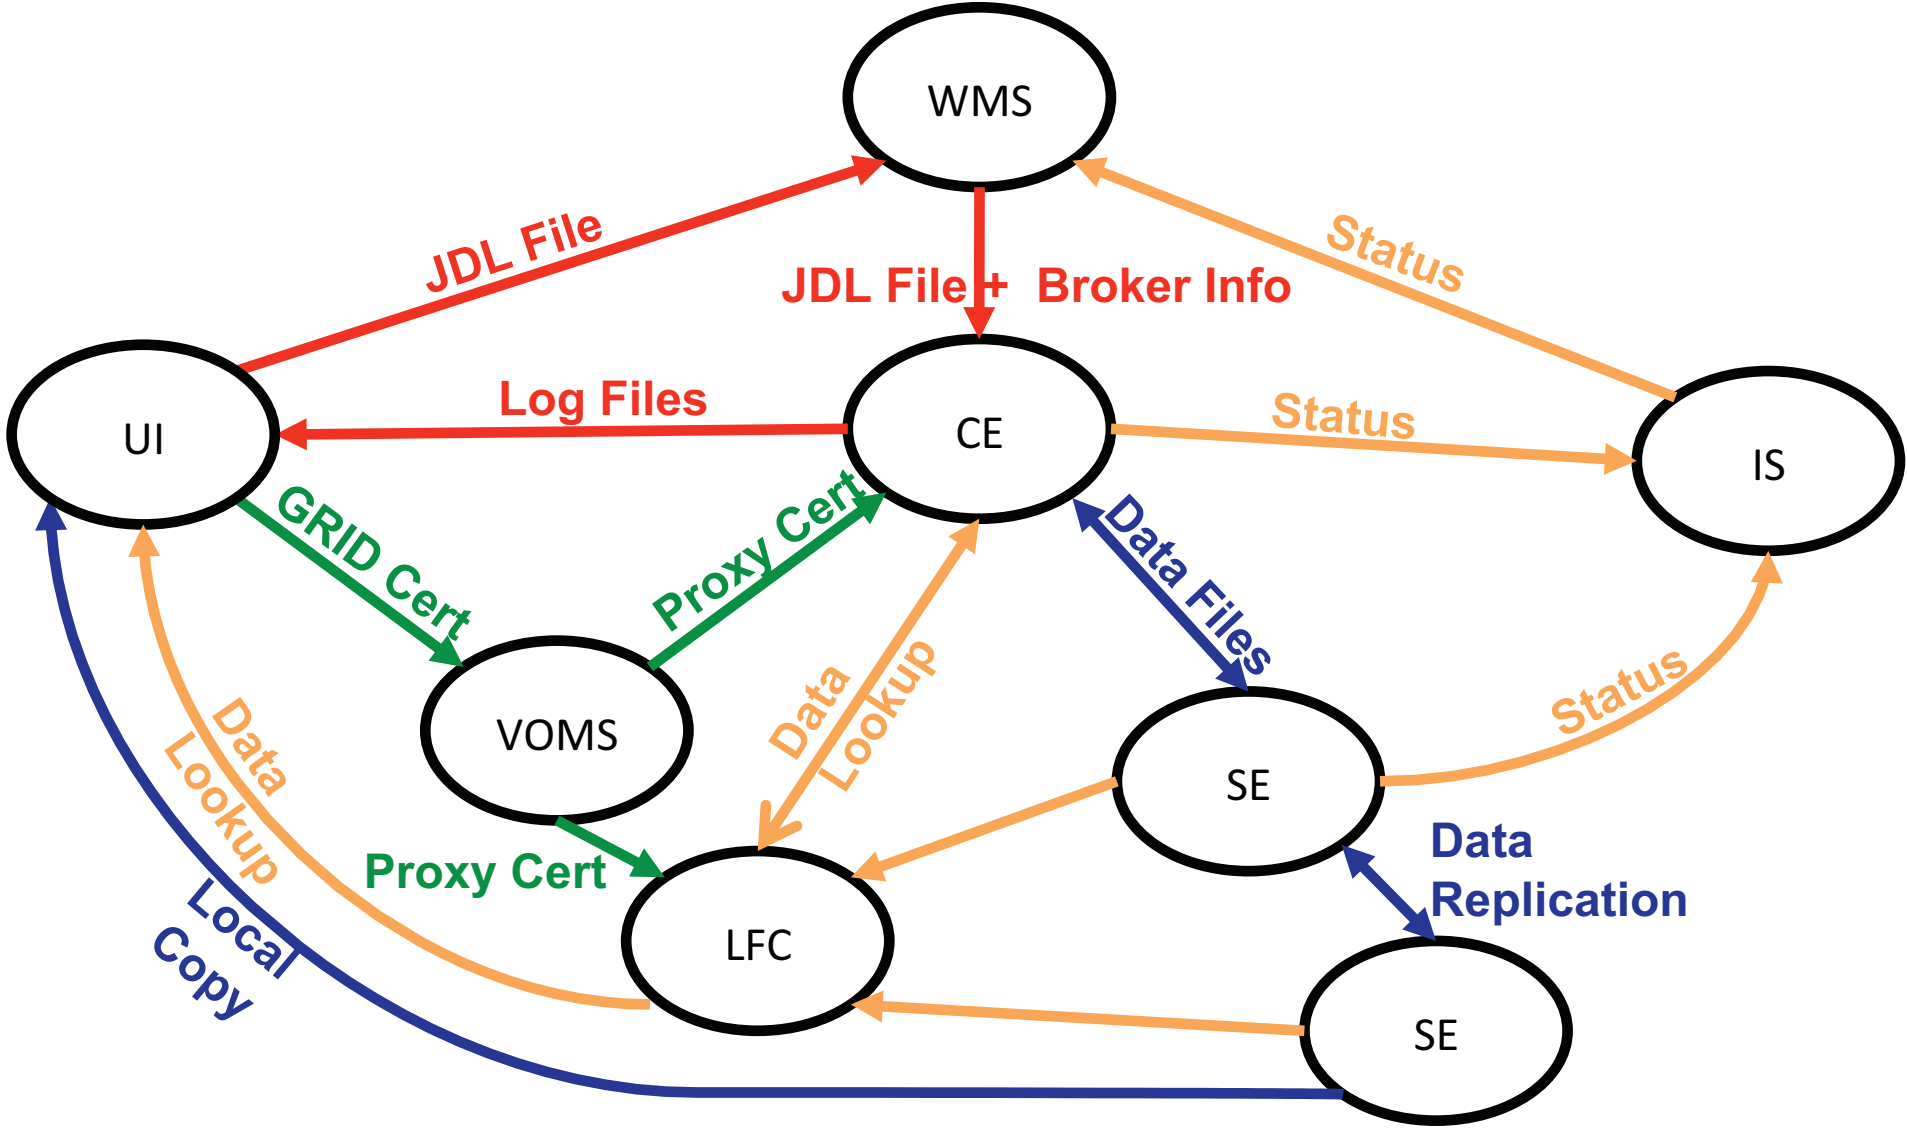 WMS
JDL File
Status
JDL File + Broker Info
Log Files
Status
UI
CE
IS
GRID Cert
Proxy Cert
Data Files
Data
Lookup
Status
VOMS
Data
Lookup
SE
Proxy Cert
Data
Replication
Local
Copy
LFC
SE